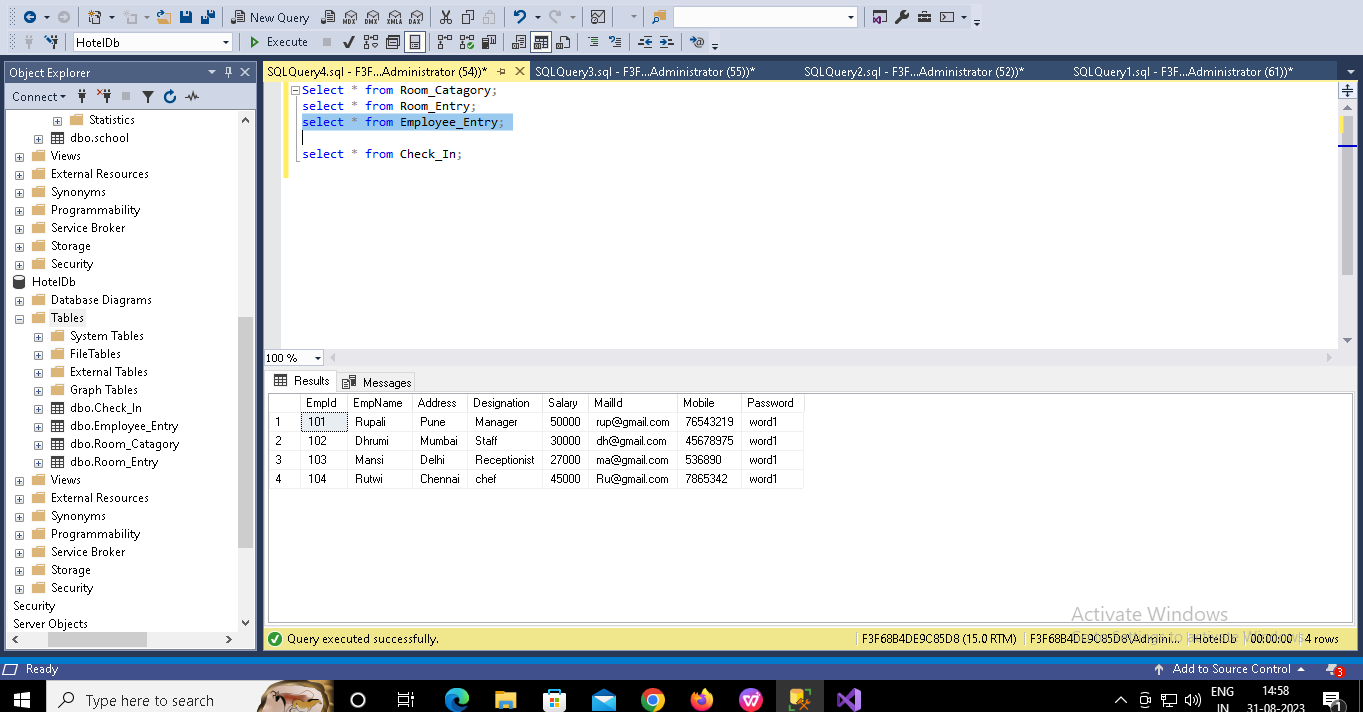 New Query
MDX DMX XMLA DAX
HotelDb
Execute
Object Explorer
Connect
Statistics
dbo.school
Views
External Resources
Synonyms
Programmability
Service Broker
Storage
Security
HotelDb
Database Diagrams
Tables
System Tables
FileTables
External Tables
Graph Tables
dbo.Check_In
dbo.Employee_Entry
dbo.Room_Catagory
dbo.Room_Entry
Views
External Resources
Synonyms
Programmability
Service Broker
Storage
Security
Security
Server Objects
SQLQuery4.sql - F3F...Administrator (54))* SQLQuery3.sql - F3F...Administrator (55))* SQLQuery2.sql - F3F...Administrator (52))* SQLQuery1.sql - F3F...Administrator (61))*
Select * from Room_Catagory;
select * from Room_Entry;
select * from Employee_Entry;
select * from Check_In;
100 %
Results Messages
EmpId EmpName Address Designation Salary MailId Mobile Password
1 101 Rupali Pune Manager 50000 rup@gmail.com 76543219 word1
2 102 Dhrumi Mumbai Staff 30000 dh@gmail.com 45678975 word1
3 103 Mansi Delhi Receptionist 27000 ma@gmail.com 536890 word1
4 104 Rutwi Chennai chef 45000 Ru@gmail.com 7865342 word1
Activate Windows
Query executed successfully. F3F68B4DE9C85D8 (15.0 RTM) F3F68B4DE9C85D8\Admini... HotelDb 00:00:00 4 rows
Ready Add to Source Control 3
Type here to search ENG 14:58
IN 31-08-2023 1